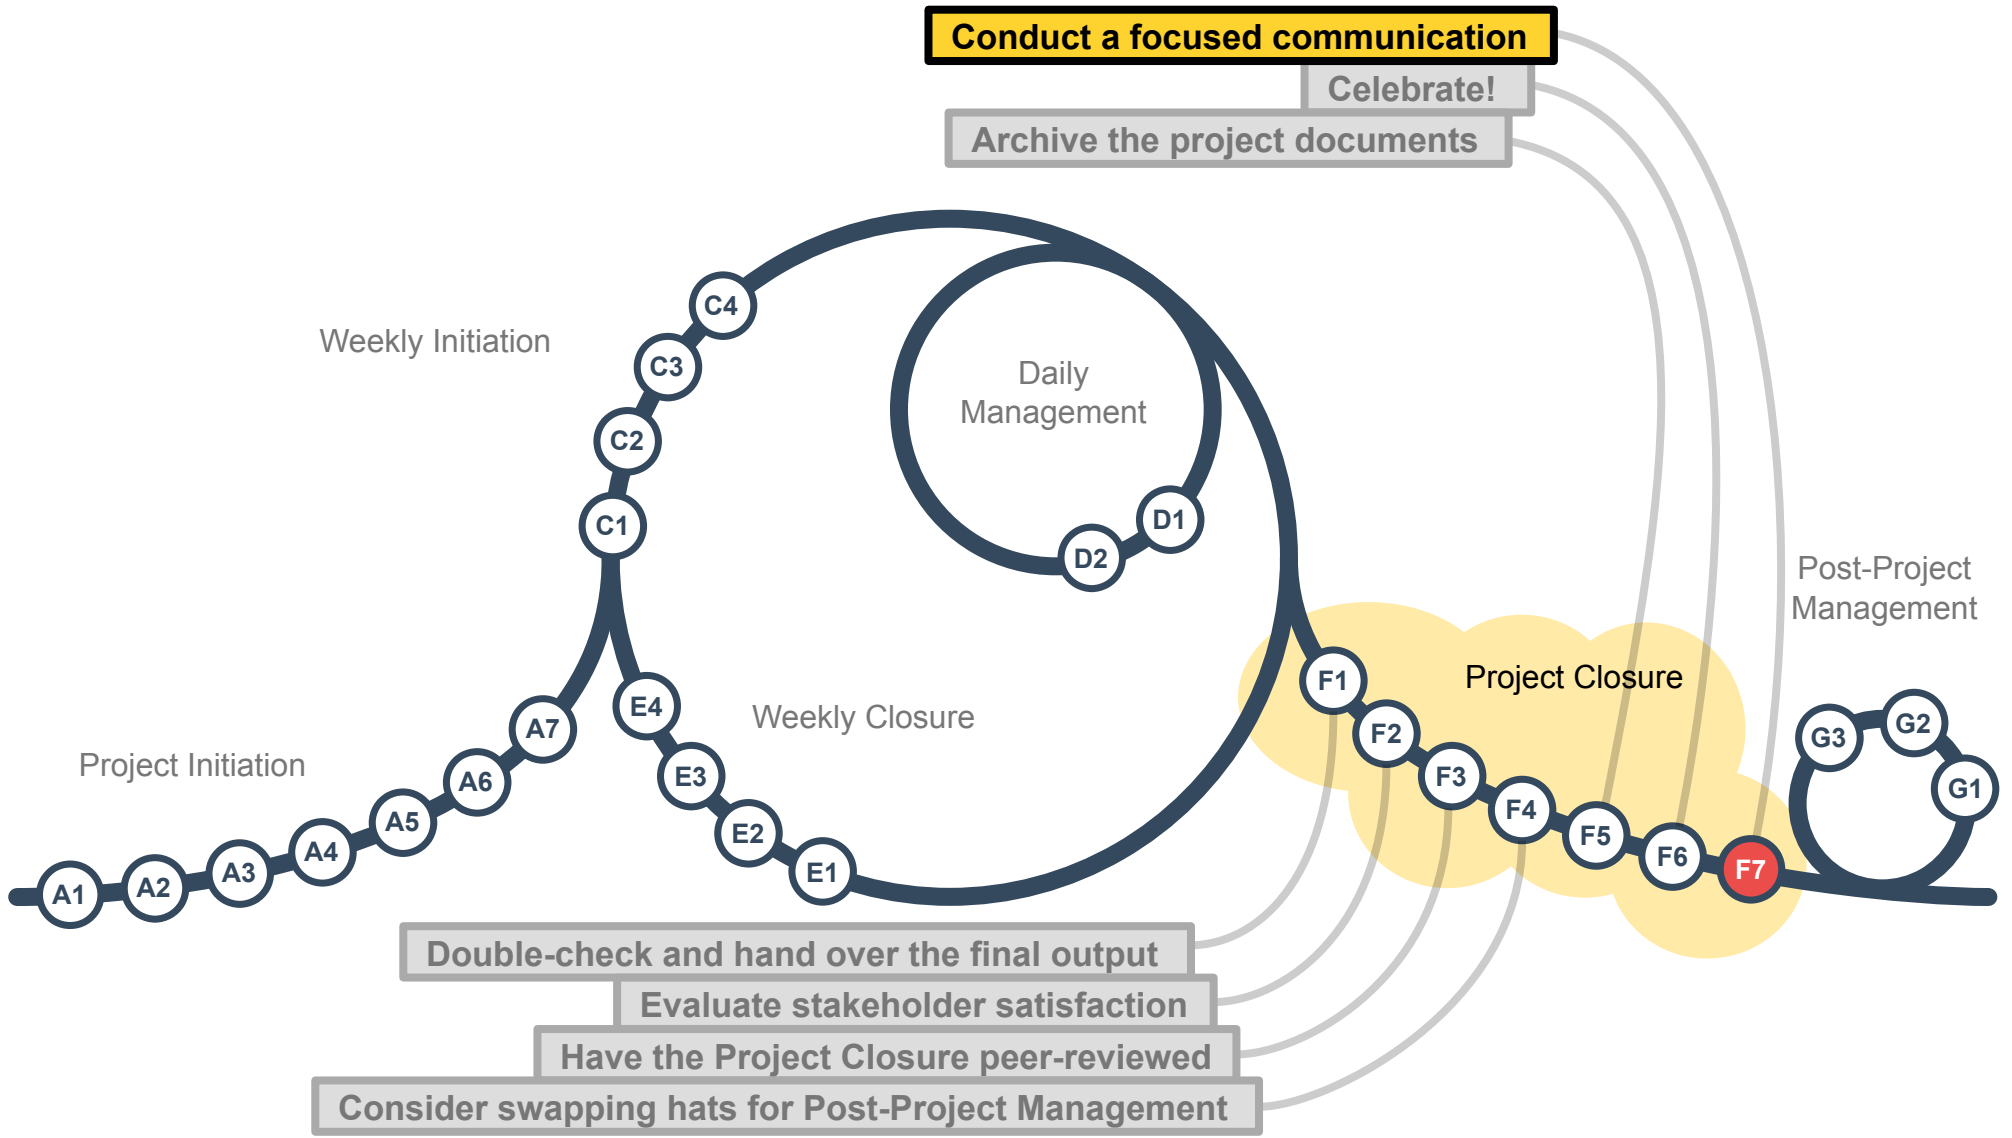 Conduct a focused communication
Celebrate!
Archive the project documents
Weekly Initiation
C4
C3
C2
C1
Daily
Management
D1
D2
Post-Project
Management
Project Closure
F1
F2
F3
F4
F5
F6
F7
G3
G2
G1
Weekly Closure
E4
E3
E2
E1
Project Initiation
A7
A6
A5
A4
A3
A2
A1
Double-check and hand over the final output
Evaluate stakeholder satisfaction
Have the Project Closure peer-reviewed
Consider swapping hats for Post-Project Management